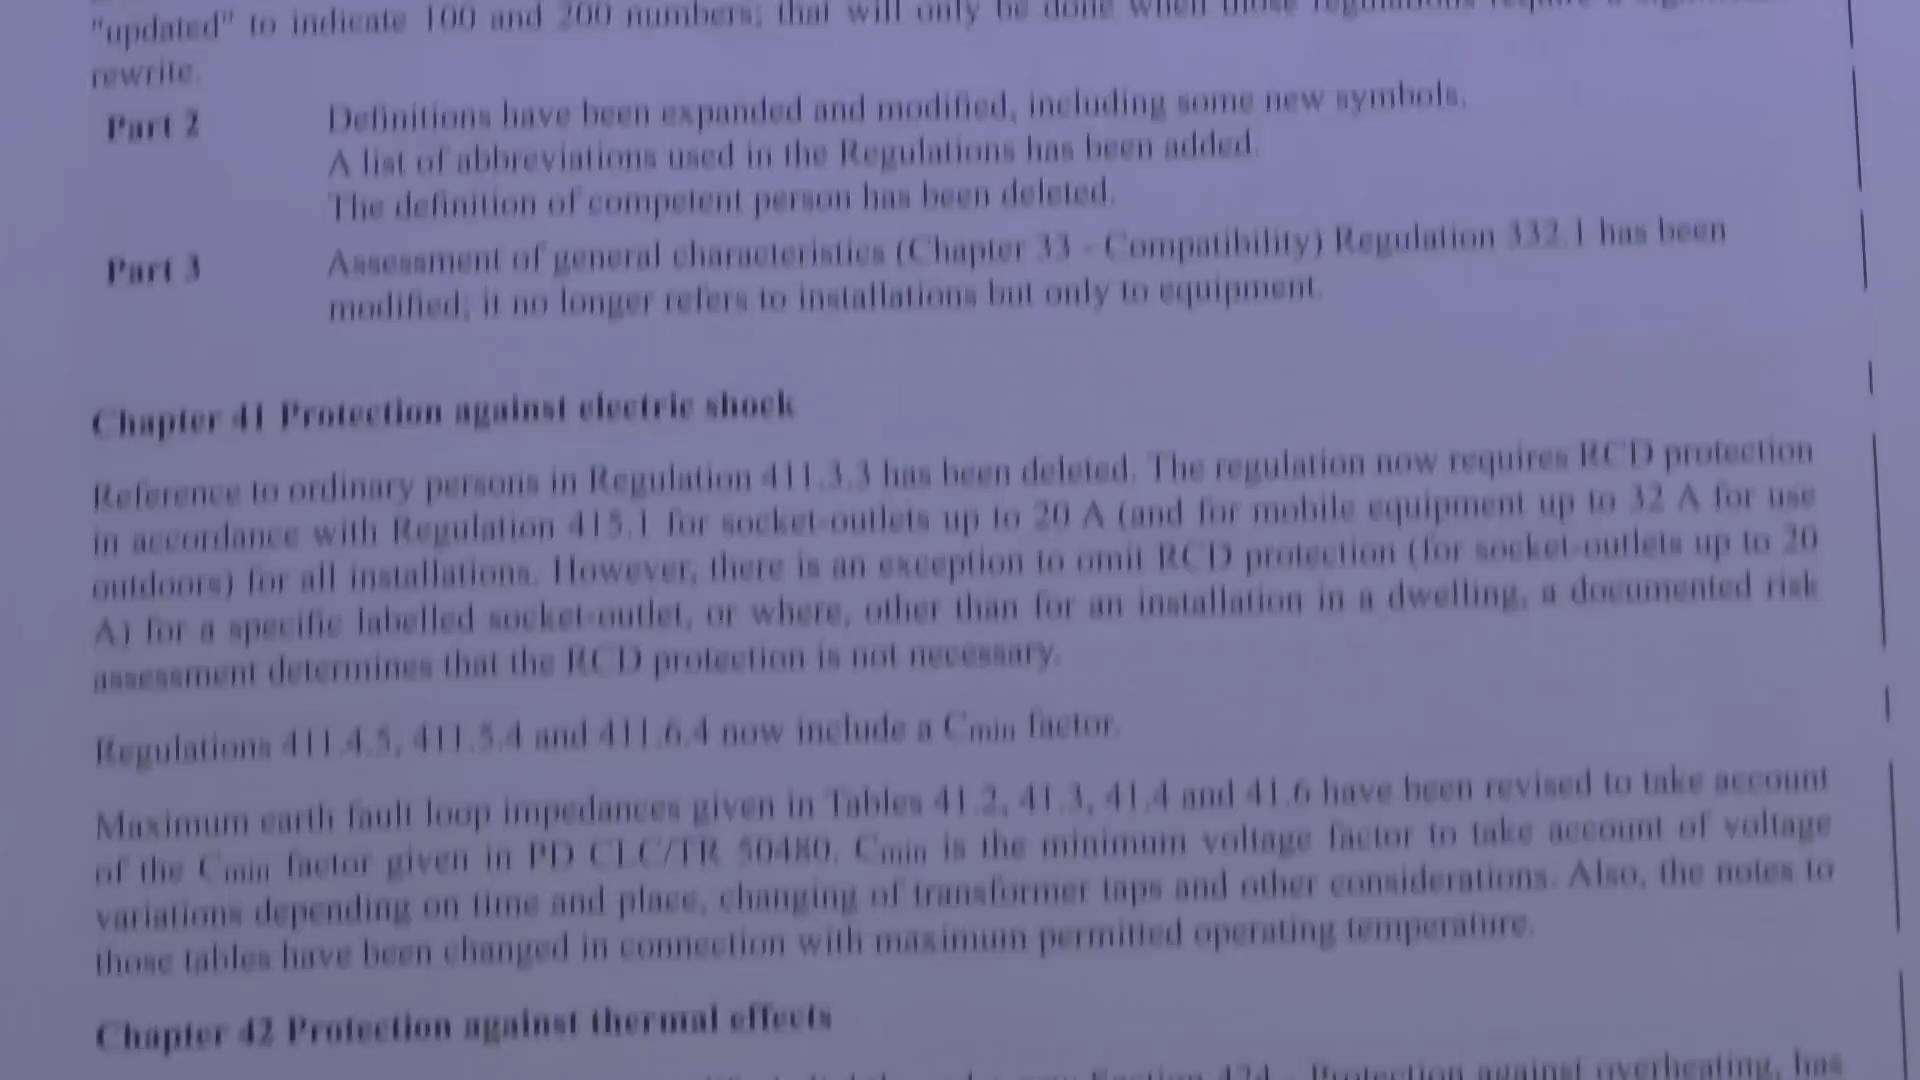 "updated" to indicate 100 and 200 numbers; that will only be done when those regulations require a significant
rewrite.
Part 2 Definitions have been expanded and modified, including some new symbols.
A list of abbreviations used in the Regulations has been added.
The definition of competent person has been deleted.
Part 3 Assessment of general characteristics (Chapter 33 - Compatibility) Regulation 332.1 has been
modified; it no longer refers to installations but only to equipment.
Chapter 41 Protection against electric shock
Reference to ordinary persons in Regulation 411.3.3 has been deleted. The regulation now requires RCD protection
in accordance with Regulation 415.1 for socket-outlets up to 20 A (and for mobile equipment up to 32 A for use
outdoors) for all installations. However, there is an exception to omit RCD protection (for socket-outlets up to 20
A) for a specific labelled socket-outlet, or where, other than for an installation in a dwelling, a documented risk
assessment determines that the RCD protection is not necessary.
Regulations 411.4.5, 411.5.4 and 411.6.4 now include a Cmin factor.
Maximum earth fault loop impedances given in Tables 41.2, 41.3, 41.4 and 41.6 have been revised to take account
of the Cmin factor given in PD CLC/TR 50480. Cmin is the minimum voltage factor to take account of voltage
variations depending on time and place, changing of transformer taps and other considerations. Also, the notes to
those tables have been changed in connection with maximum permitted operating temperature.
Chapter 42 Protection against thermal effects
Section 424 - Protection against overheating, has